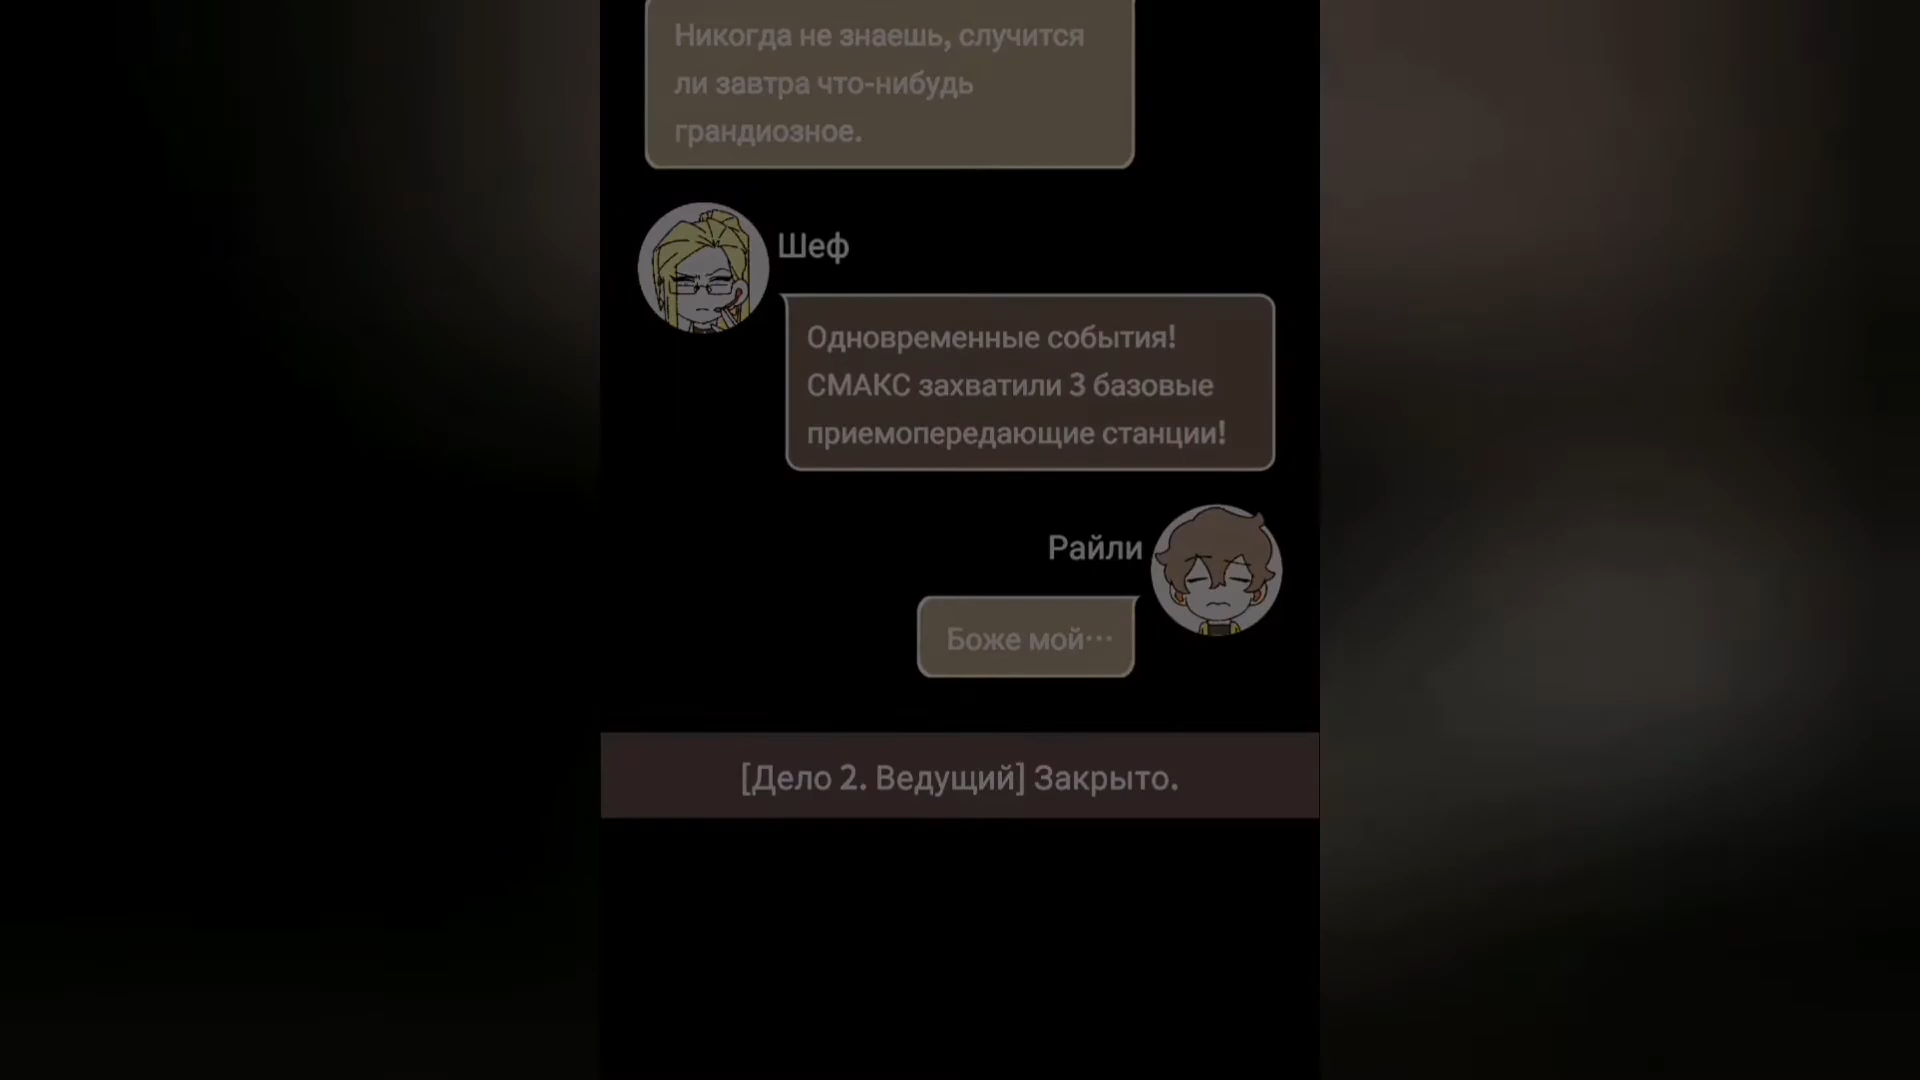 Никогда не знаешь, случится
ли завтра что-нибудь
грандиозное.
Шеф
Одновременные события!
СМАКС захватили 3 базовые
приемопередающие станции!
Райли
Боже мой···
[Дело 2. Ведущий] Закрыто.